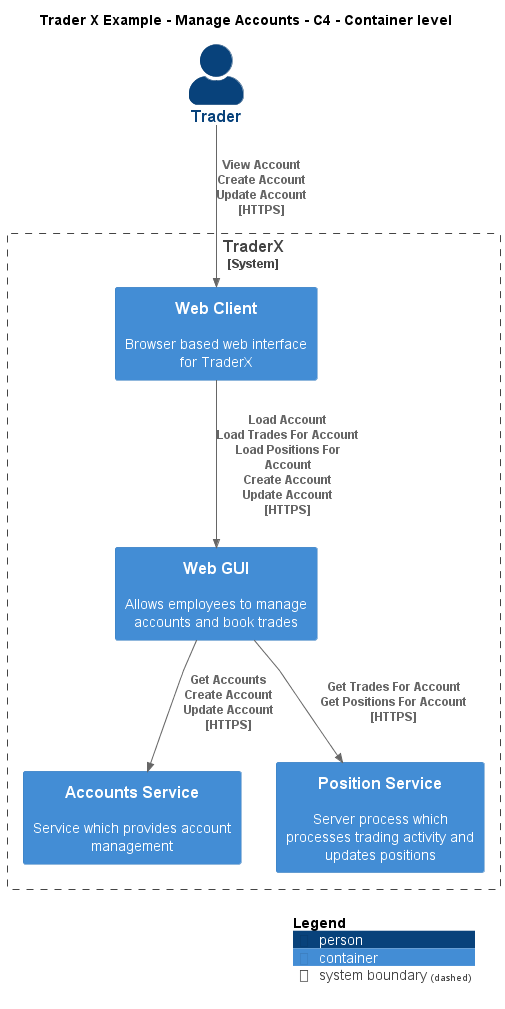 Trader X Example - Manage Accounts - C4 - Container level
Trader
View Account
Create Account
Update Account
[HTTPS]
TraderX
[System]
Web Client
Browser based web interface
for TraderX
Load Account
Load Trades For Account
Load Positions For
Account
Create Account
Update Account
[HTTPS]
Web GUI
Allows employees to manage
accounts and book trades
Get Accounts
Create Account
Update Account
[HTTPS]
Get Trades For Account
Get Positions For Account
[HTTPS]
Accounts Service
Service which provides account
management
Position Service
Server process which
processes trading activity and
updates positions
Legend
person
container
system boundary (dashed)